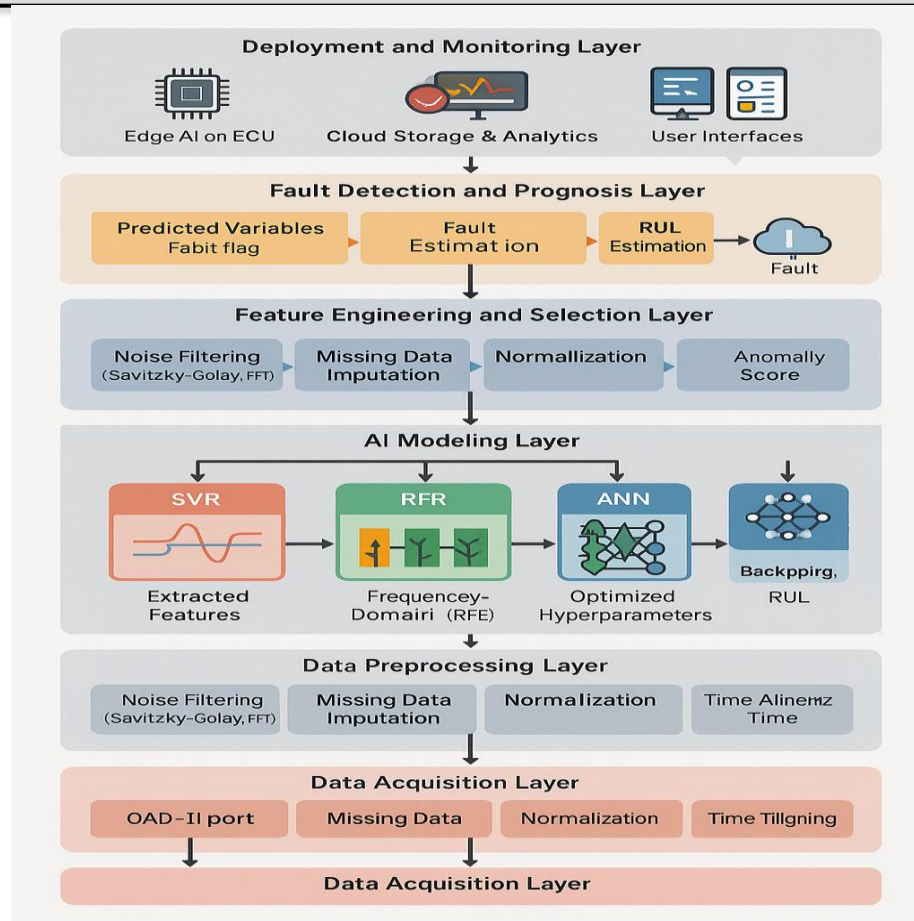 Deployment and Monitoring Layer
Edge AI on ECU
Cloud Storage & Analytics
User Interfaces
Fault Detection and Prognosis Layer
Predicted Variables
Fabit flag
Fault
Estimat ion
RUL
Estimation
Fault
Feature Engineering and Selection Layer
Noise Filtering
(Savitzky-Golay, FFT)
Missing Data
Imputation
Normallization
Anomally
Score
AI Modeling Layer
SVR
RFR
ANN
Backppirg,
Extracted
Features
Frequencey-
Domairi (RFE)
Optimized
Hyperparameters
RUL
Data Preprocessing Layer
Noise Filtering
(Savitzky-Golay, FFT)
Missing Data
Imputation
Normalization
Time Alinemz
Time
Data Acquisition Layer
OAD-II port
Missing Data
Normalization
Time Tillgning
Data Acquisition Layer